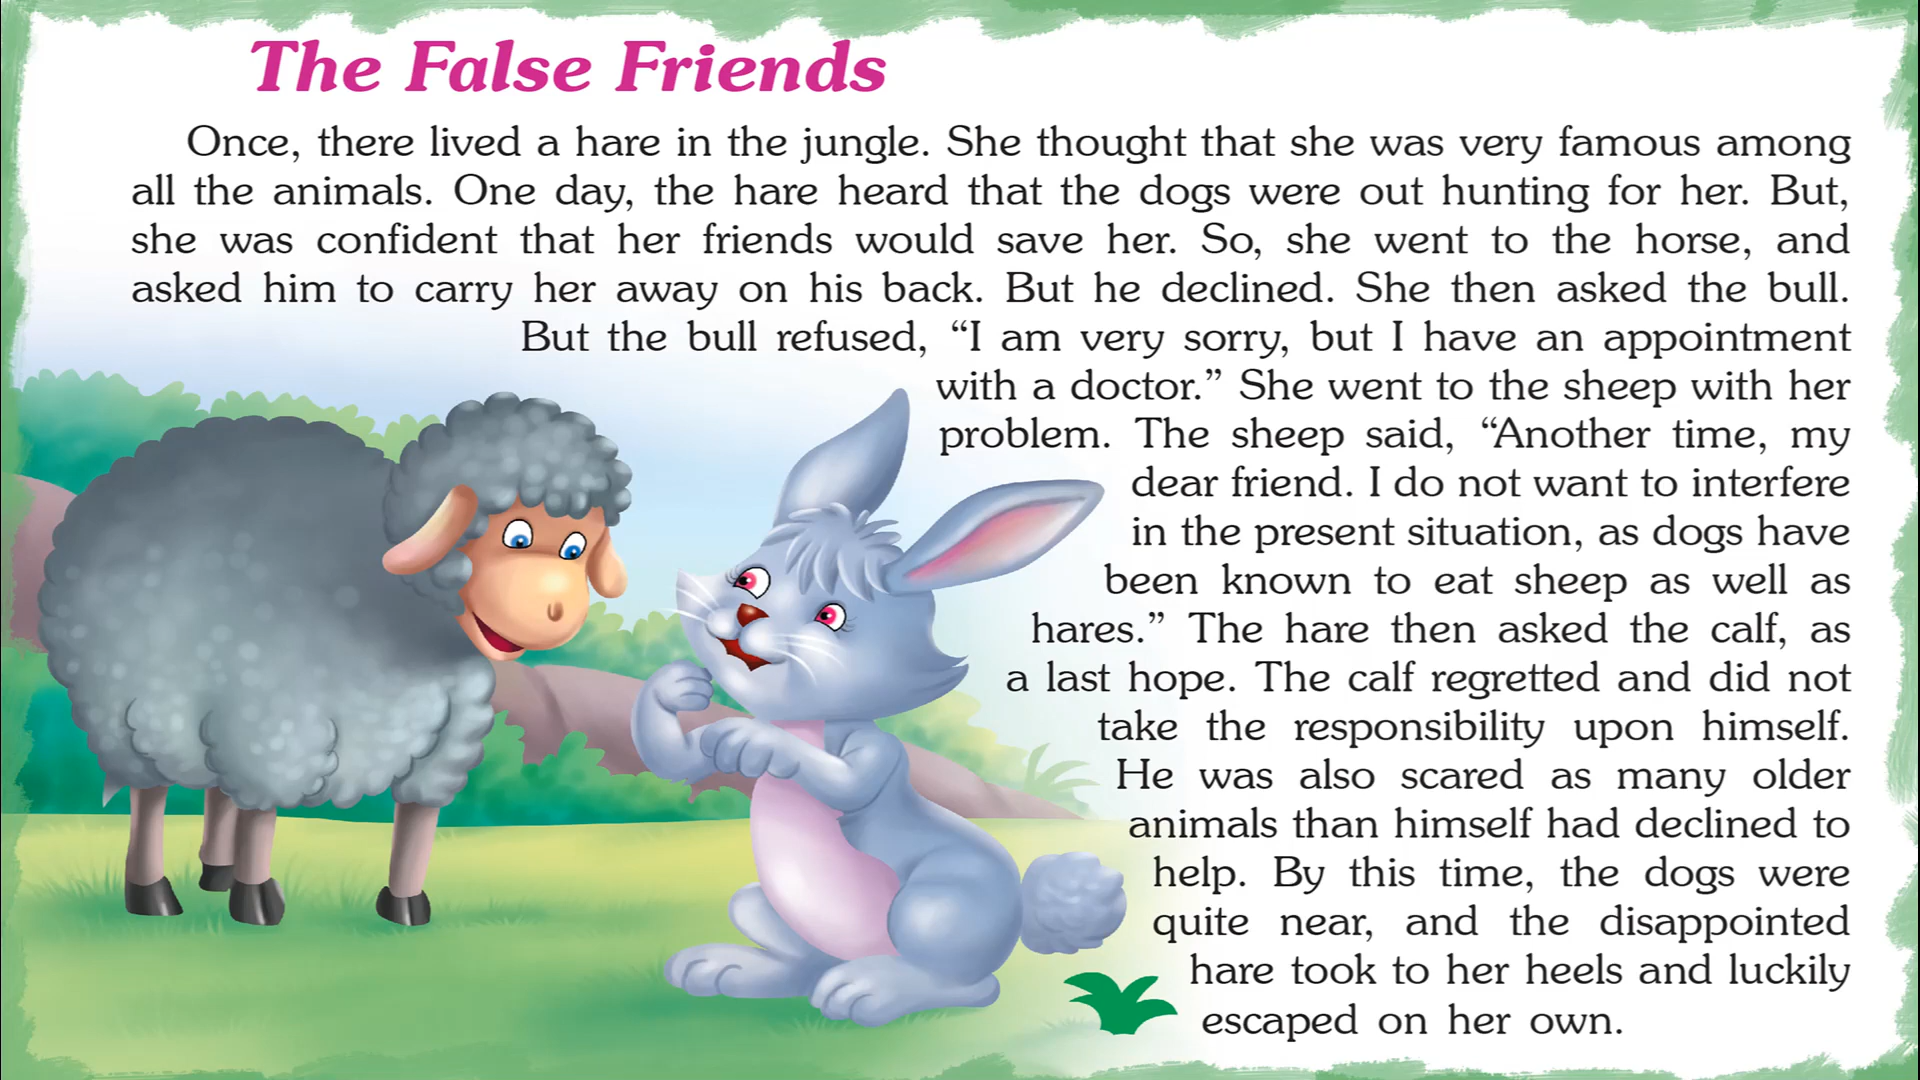 The False Friends
Once, there lived a hare in the jungle. She thought that she was very famous among
all the animals. One day, the hare heard that the dogs were out hunting for her. But,
she was confident that her friends would save her. So, she went to the horse, and
asked him to carry her away on his back. But he declined. She then asked the bull.
But the bull refused, “I am very sorry, but I have an appointment
with a doctor.” She went to the sheep with her
problem. The sheep said, “Another time, my
dear friend. I do not want to interfere
in the present situation, as dogs have
been known to eat sheep as well as
hares.” The hare then asked the calf, as
a last hope. The calf regretted and did not
take the responsibility upon himself.
He was also scared as many older
animals than himself had declined to
help. By this time, the dogs were
quite near, and the disappointed
hare took to her heels and luckily
escaped on her own.